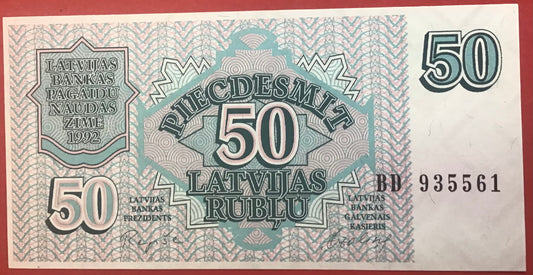 LATVIJAS
BANKAS
PAGAIDU
NAUDAS
ZĪME
1992
50
PIECDESMIT
50
LATVIJAS
RUBĻU
50
LATVIJAS
BANKAS
PREZIDENTS
LATVIJAS
BANKAS
GALVENAIS
KASIERIS
BD 935561